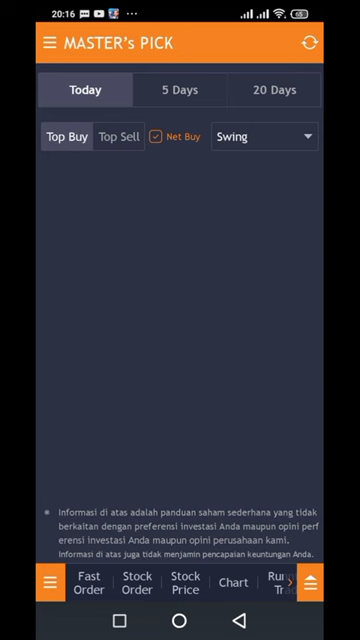 20:16
65
MASTER's PICK
Today 5 Days 20 Days
Top Buy Top Sell Net Buy Swing
Informasi di atas adalah panduan saham sederhana yang tidak
berkaitan dengan preferensi investasi Anda maupun opini perf
erensi investasi Anda maupun opini perusahaan kami.
Informasi di atas juga tidak menjamin pencapaian keuntungan Anda.
Fast Stock Stock Chart
Order Order Price